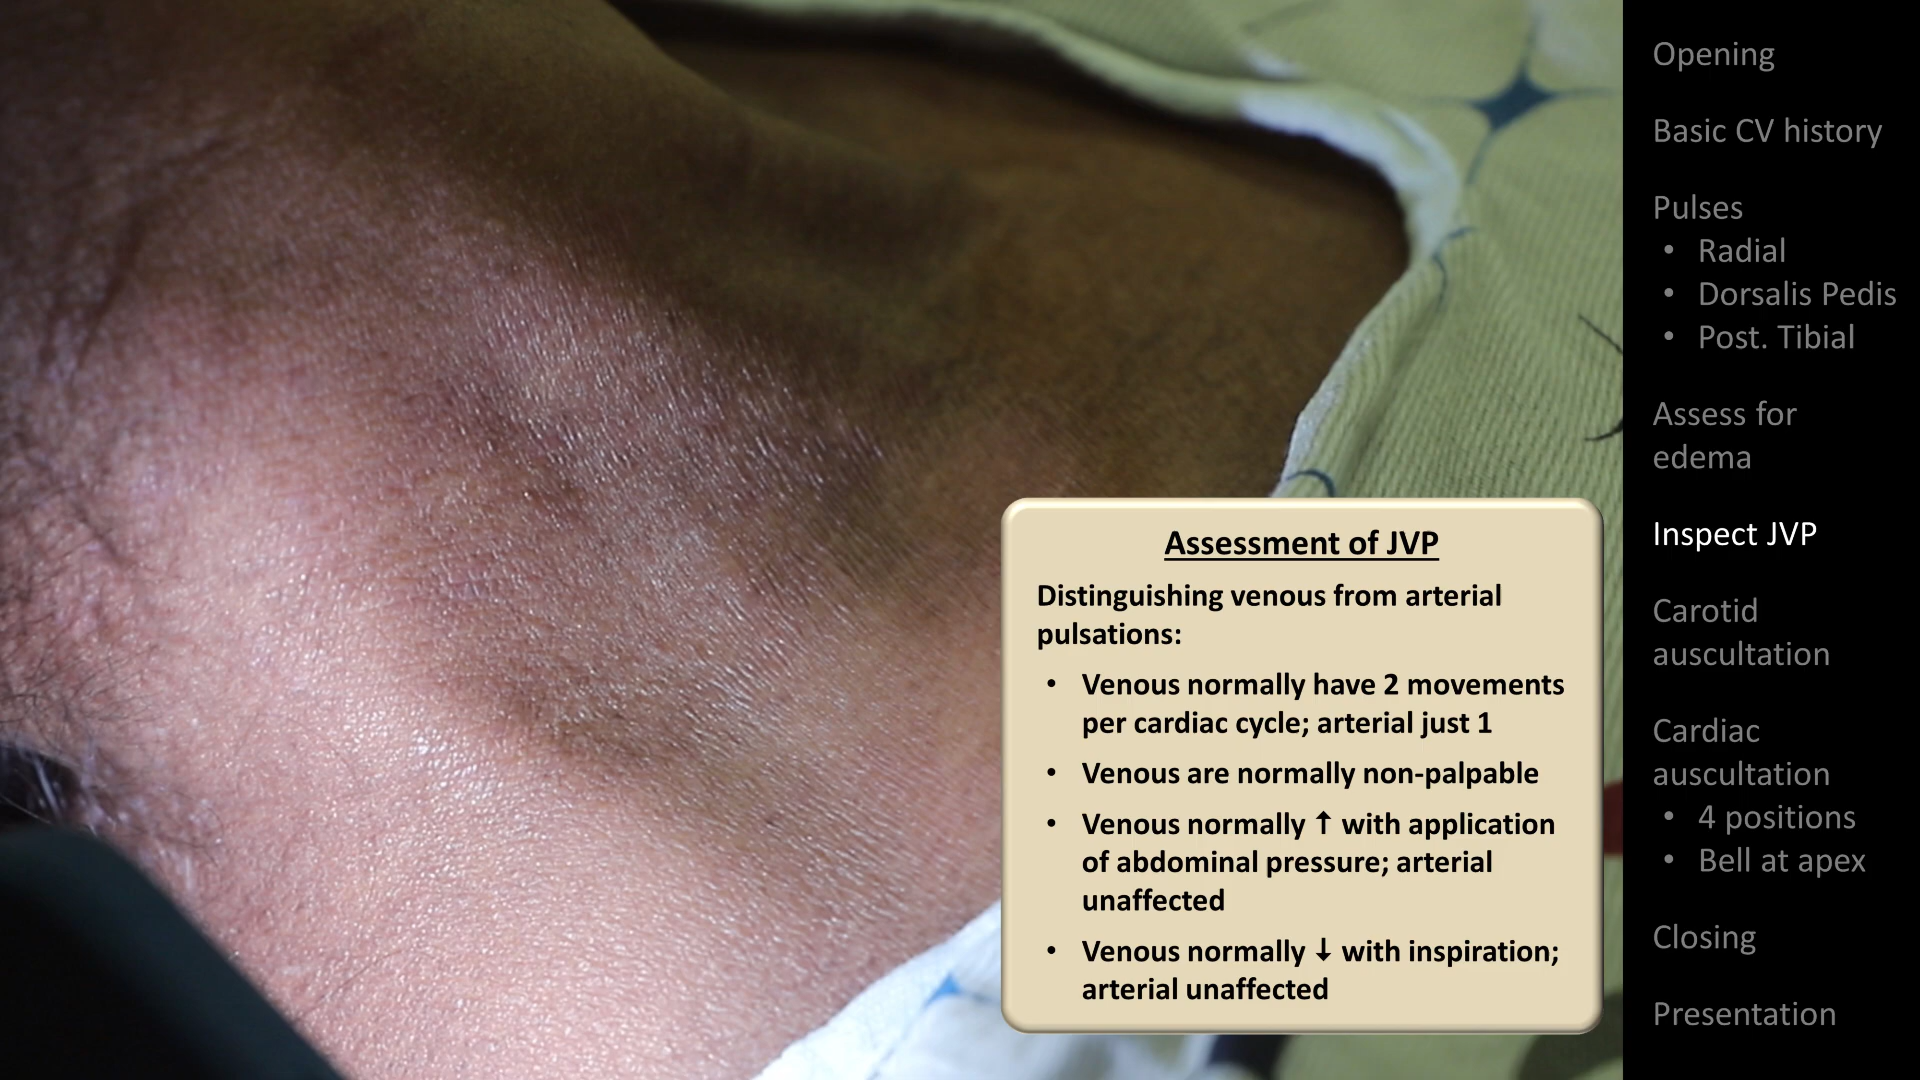 Assessment of JVP
Distinguishing venous from arterial
pulsations:
• Venous normally have 2 movements
per cardiac cycle; arterial just 1
• Venous are normally non-palpable
• Venous normally ↑ with application
of abdominal pressure; arterial
unaffected
• Venous normally ↓ with inspiration;
arterial unaffected
Opening
Basic CV history
Pulses
• Radial
• Dorsalis Pedis
• Post. Tibial
Assess for
edema
Inspect JVP
Carotid
auscultation
Cardiac
auscultation
• 4 positions
• Bell at apex
Closing
Presentation